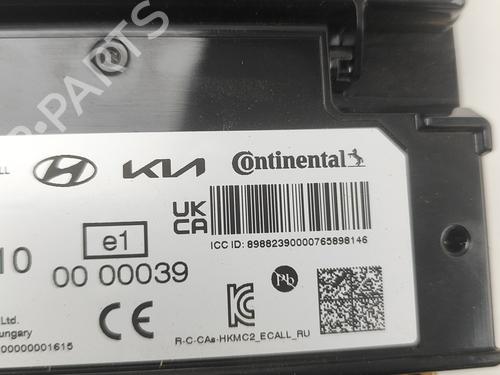 LL KIA Continental
UK
CA
ICC ID: 89882390000765898146
10 e1 00 00039
Ltd.
ungary
00000001615
CE
Pb
R-C-CAs-HKMC2_ECALL_RU
B-PARTS